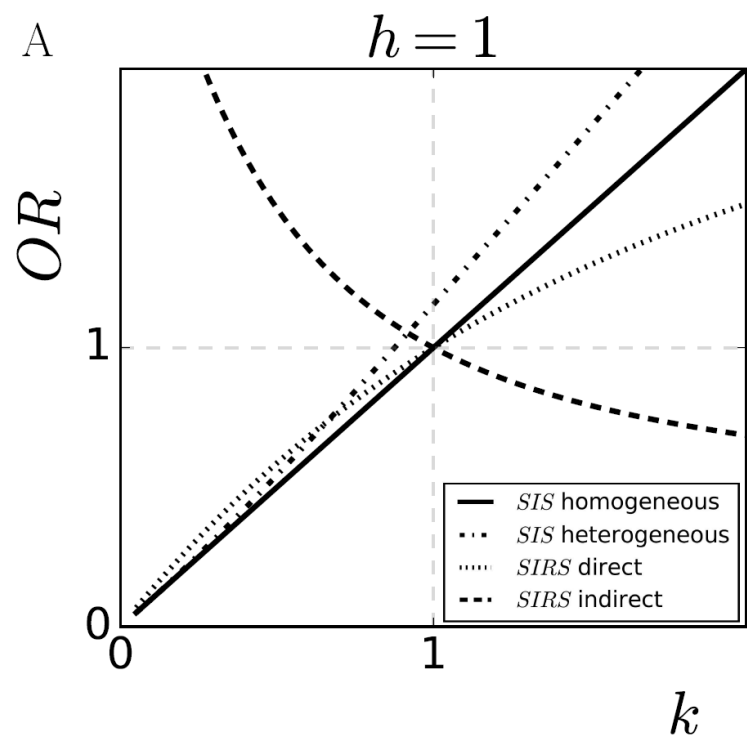 A
h = 1
OR
1
0
0
1
k
SIS homogeneous
SIS heterogeneous
SIRS direct
SIRS indirect